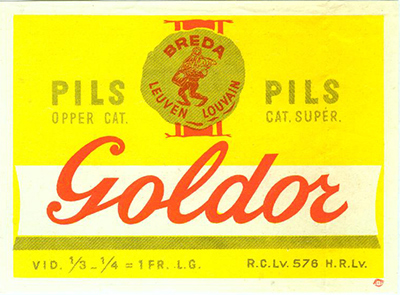 BREDA
LEUVEN LOUVAIN
PILS
OPPER CAT.
PILS
CAT. SUPÉR.
Goldor
VID. 1/3 - 1/4 = 1 FR. L.G.
R.C.Lv. 576 H.R.Lv.